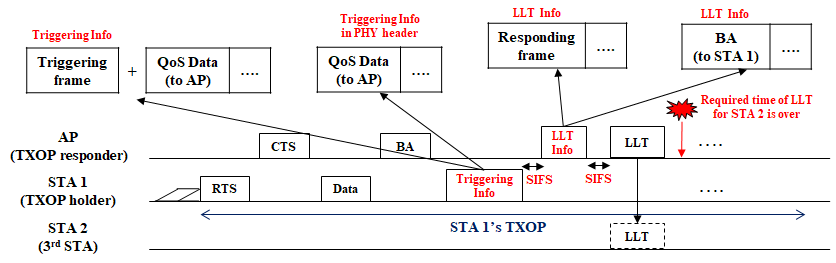 Triggering Info
Triggering
frame
+
QoS Data
(to AP)
....
Triggering Info
in PHY header
QoS Data
(to AP)
....
LLT Info
Responding
frame
....
LLT Info
BA
(to STA 1)
....
Required time of LLT
for STA 2 is over
AP
(TXOP responder)
CTS
BA
LLT
Info
LLT
....
STA 1
(TXOP holder)
RTS
Data
Triggering
Info
SIFS
SIFS
....
STA 1's TXOP
STA 2
(3rd STA)
LLT